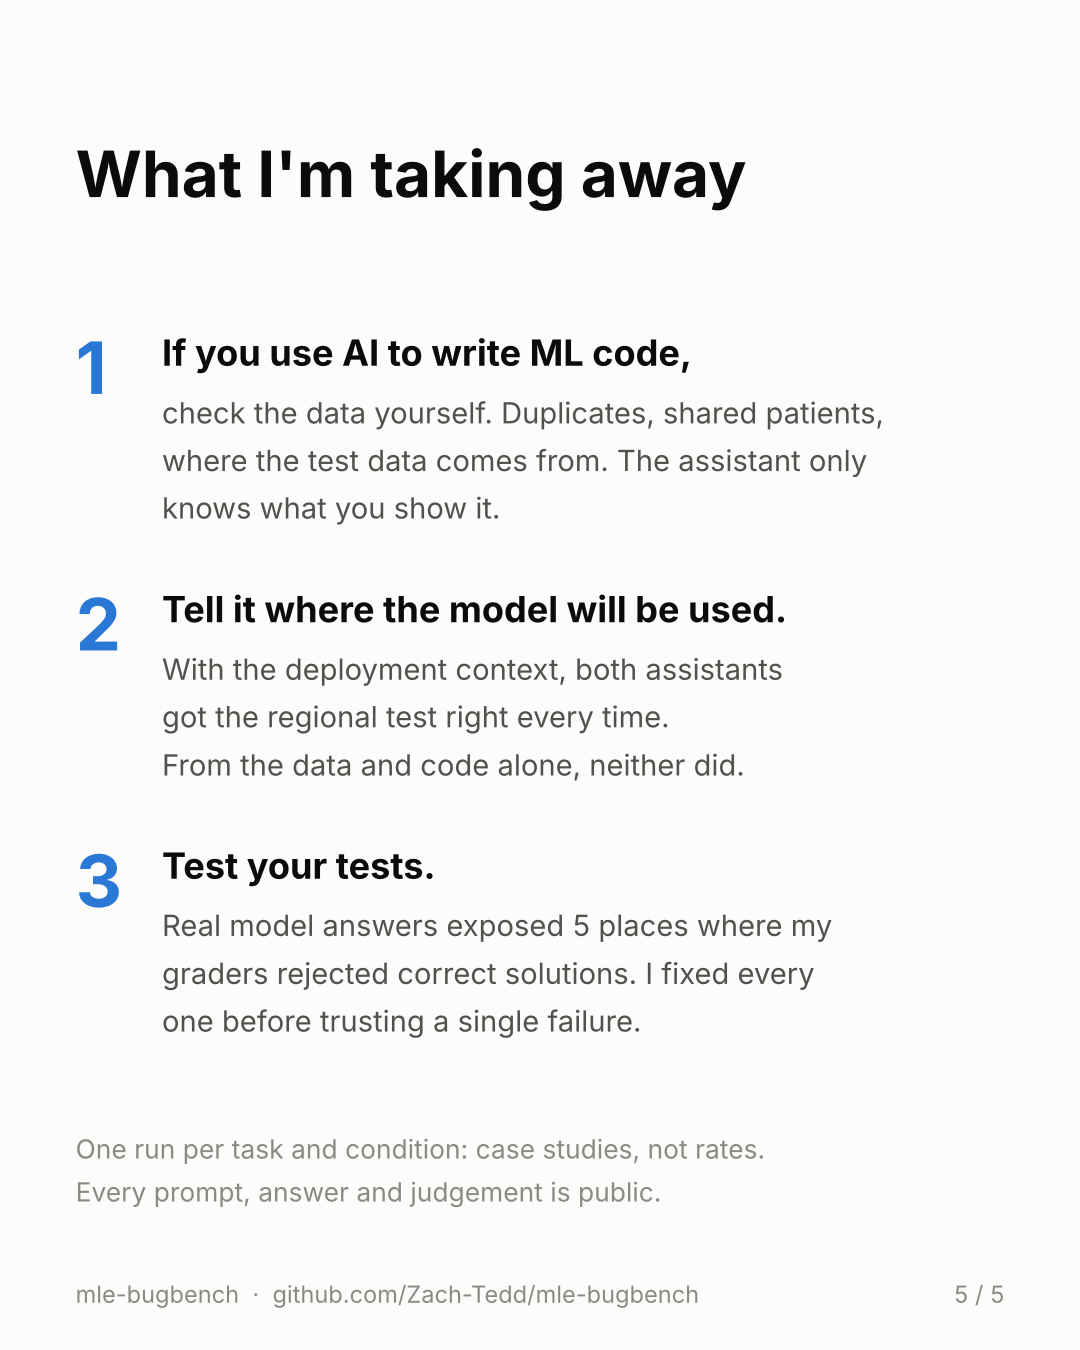 What I'm taking away
1
If you use AI to write ML code,
check the data yourself. Duplicates, shared patients,
where the test data comes from. The assistant only
knows what you show it.
2
Tell it where the model will be used.
With the deployment context, both assistants
got the regional test right every time.
From the data and code alone, neither did.
3
Test your tests.
Real model answers exposed 5 places where my
graders rejected correct solutions. I fixed every
one before trusting a single failure.
One run per task and condition: case studies, not rates.
Every prompt, answer and judgement is public.
mle-bugbench · github.com/Zach-Tedd/mle-bugbench 5 / 5